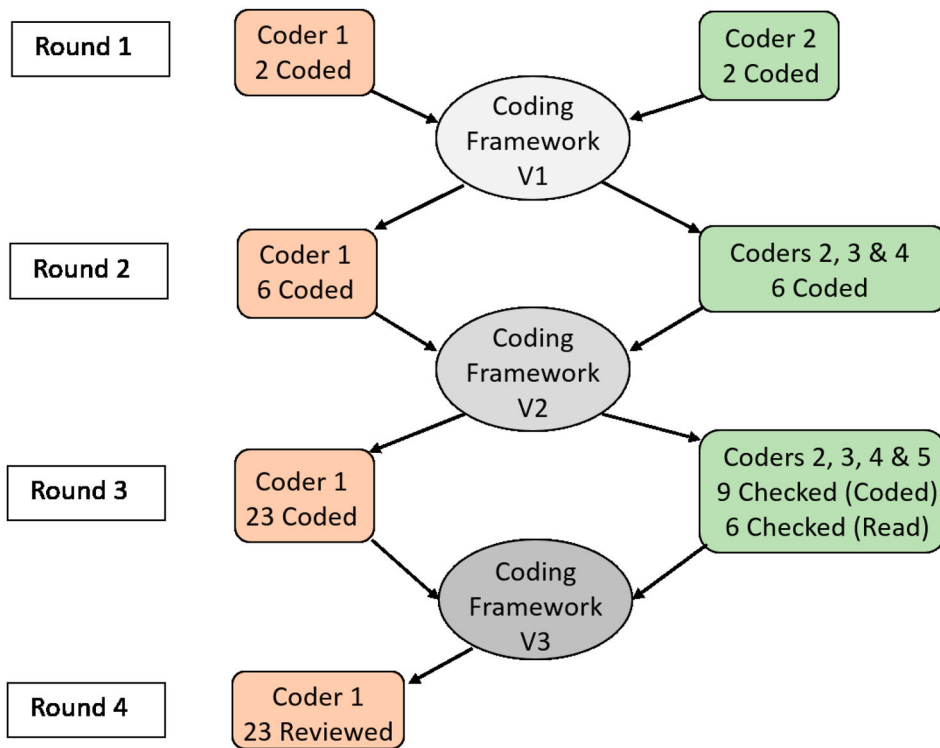 Round 1
Coder 1
2 Coded
Coder 2
2 Coded
Coding
Framework
V1
Round 2
Coder 1
6 Coded
Coders 2, 3 & 4
6 Coded
Coding
Framework
V2
Round 3
Coder 1
23 Coded
Coders 2, 3, 4 & 5
9 Checked (Coded)
6 Checked (Read)
Coding
Framework
V3
Round 4
Coder 1
23 Reviewed